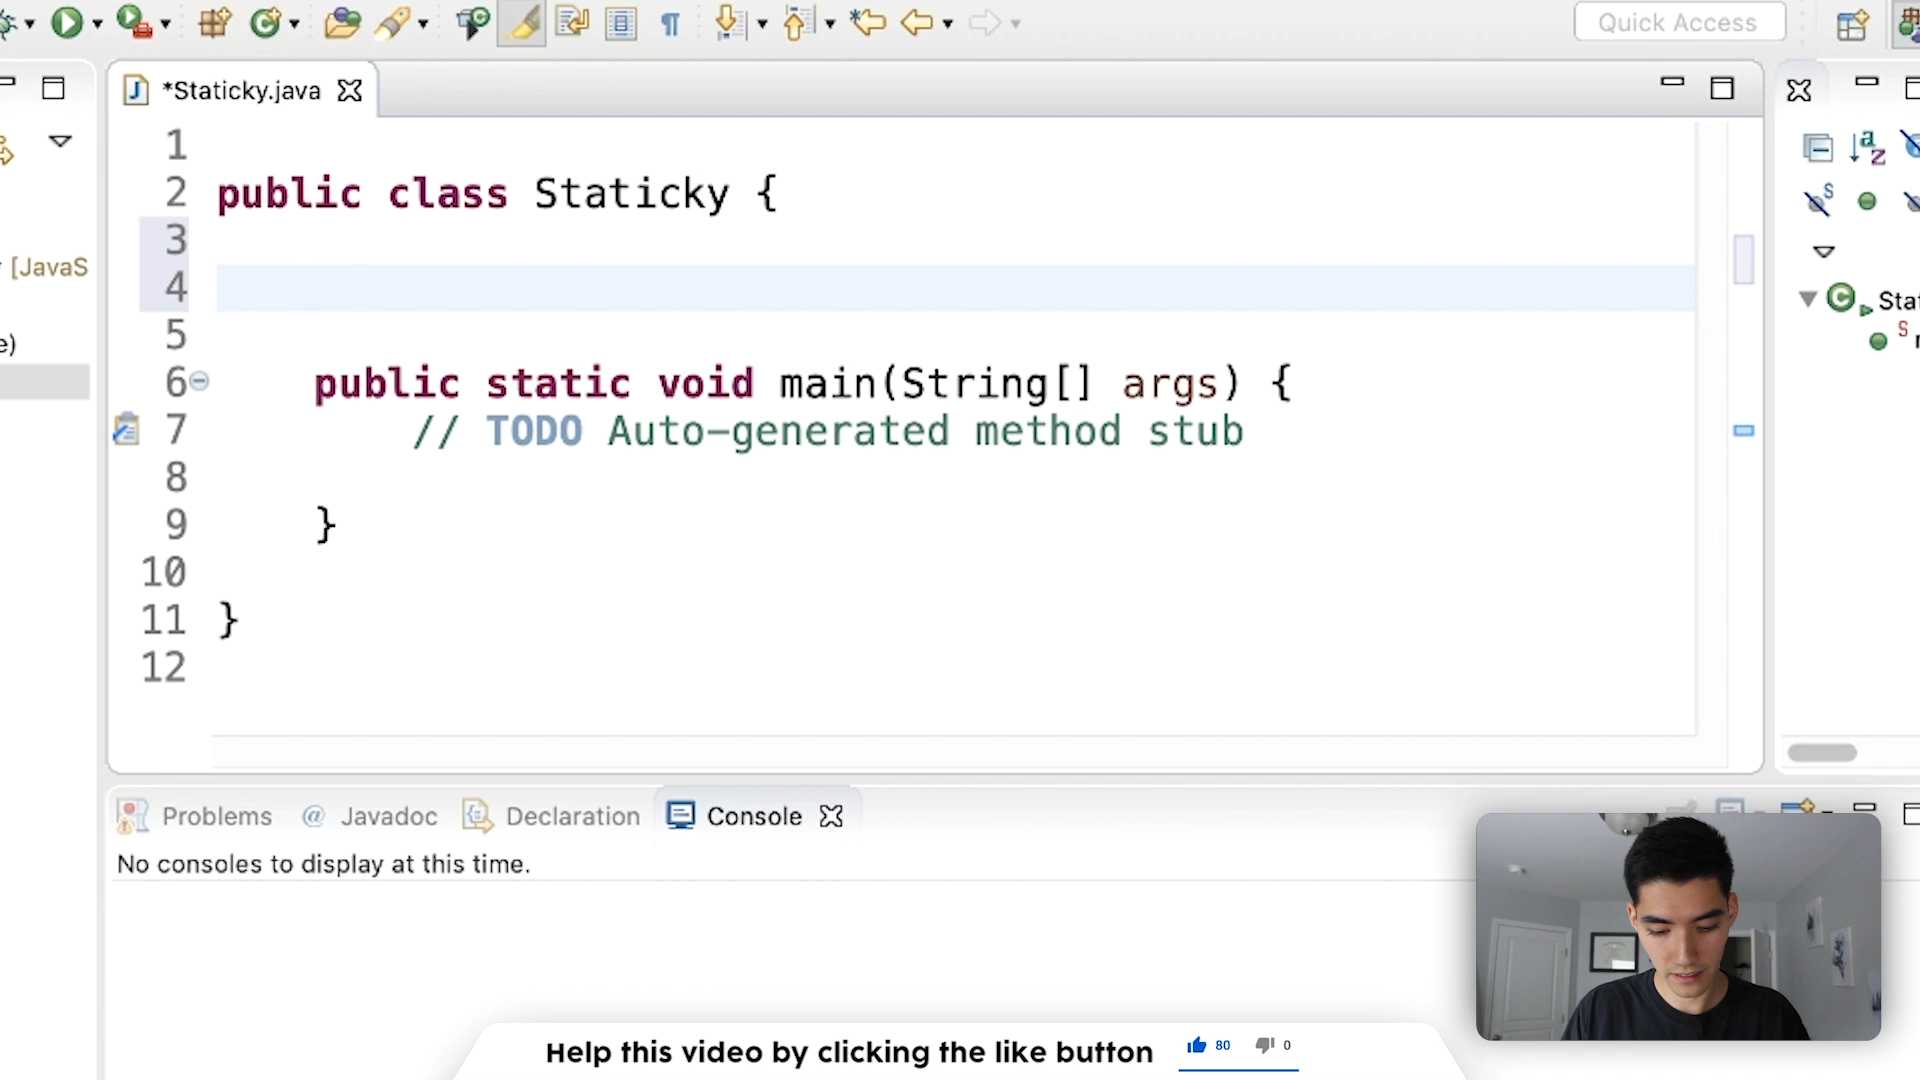 Quick Access
*Staticky.java
1
2 public class Staticky {
3
4
5
6 public static void main(String[] args) {
7 // TODO Auto-generated method stub
8
9 }
10
11 }
12
[JavaS
e)
Stat
S
Problems @ Javadoc Declaration Console
No consoles to display at this time.
Help this video by clicking the like button 80 0